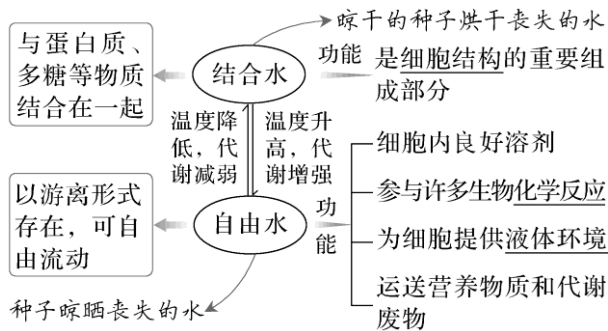 晾干的种子烘干丧失的水
与蛋白质、
多糖等物质
结合在一起
结合水
功能
是细胞结构的重要组
成部分
温度降
低，代
谢减弱
温度升
高，代
谢增强
以游离形式
存在，可自
由流动
自由水
功
能
细胞内良好溶剂
参与许多生物化学反应
为细胞提供液体环境
运送营养物质和代谢
废物
种子晾晒丧失的水